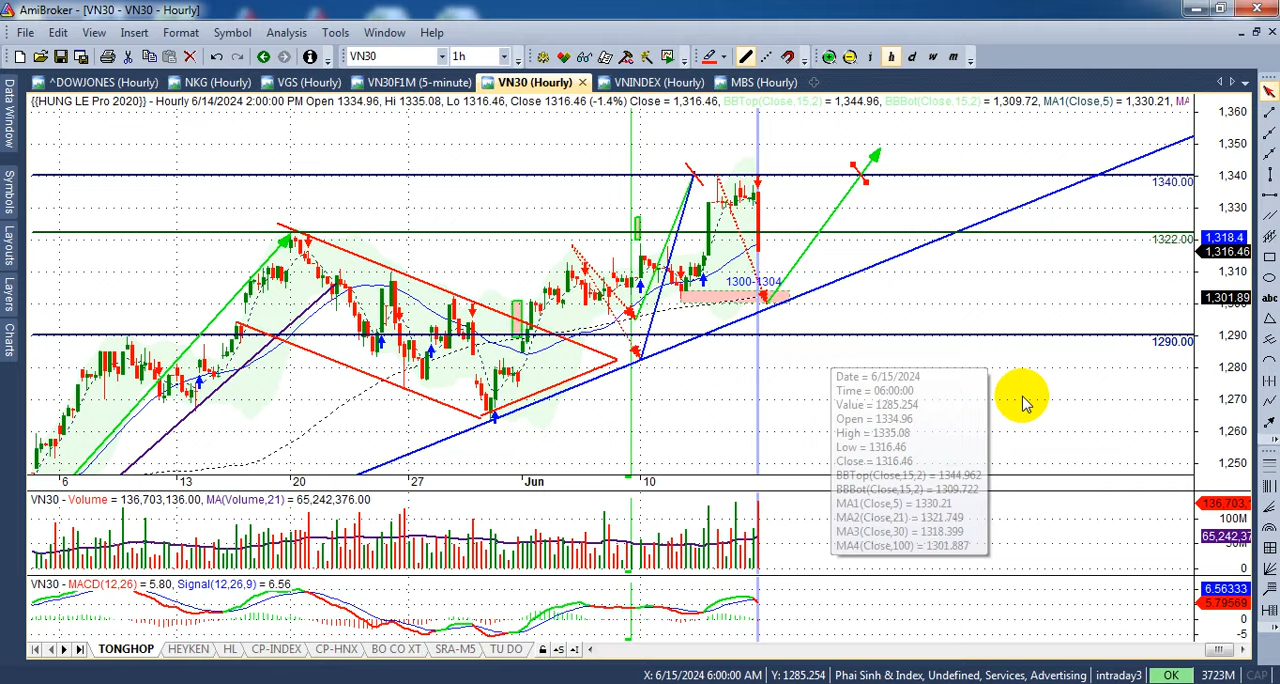 AmiBroker - [VN30 - VN30 - Hourly]
File Edit View Insert Format Symbol Analysis Tools Window Help
VN30 1h i h d w m
^DOWJONES (Hourly) NKG (Hourly) VGS (Hourly) VN30F1M (5-minute) VN30 (Hourly) VNINDEX (Hourly) MBS (Hourly)
{{HUNG LE Pro 2020}} - Hourly 6/14/2024 2:00:00 PM Open 1334.96, Hi 1335.08, Lo 1316.46, Close 1316.46 (-1.4%) Close = 1,316.46, BBTop(Close,15,2) = 1,344.96, BBBot(Close,15,2) = 1,309.72, MA1(Close,5) = 1,330.21, MA
Data Window
Symbols
Layouts
Layers
Charts
abc
1,360
1,350
1,340
1340.00
1,330
1322.00
1,318.4
1,316.46
1,310
1300-1304
1,301.89
1,290
1290.00
1,280
1,270
1,260
1,250
Date = 6/15/2024
Time = 06:00:00
Value = 1285.254
Open = 1334.96
High = 1335.08
Low = 1316.46
Close = 1316.46
BBTop(Close,15,2) = 1344.962
BBBot(Close,15,2) = 1309.722
MA1(Close,5) = 1330.21
MA2(Close,21) = 1321.749
MA3(Close,30) = 1318.399
MA4(Close,100) = 1301.887
6 13 20 27 Jun 10
VN30 - Volume = 136,703,136.00, MA(Volume,21) = 65,242,376.00
136,703,1
100M
65,242,37
0
VN30 - MACD(12,26) = 5.80, Signal(12,26,9) = 6.56
6.56333
5.79569
0
-5
TONGHOP HEYKEN HL CP-INDEX CP-HNX BO CO XT SRA-M5 TU DO
X: 6/15/2024 6:00:00 AM Y: 1285.254 Phai Sinh & Index, Undefined, Services, Advertising intraday3 OK 3723M CAP